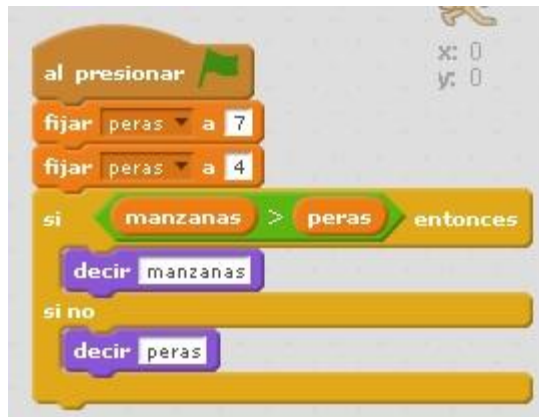 x: 0
y: 0
al presionar
fijar peras a 7
fijar peras a 4
si manzanas > peras entonces
decir manzanas
si no
decir peras